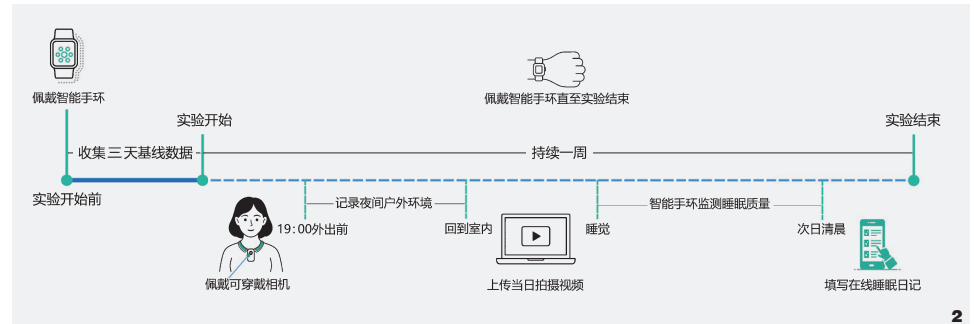 佩戴智能手环
佩戴智能手环直至实验结束
实验开始
实验结束
收集三天基线数据
持续一周
实验开始前
记录夜间户外环境
智能手环监测睡眠质量
19:00外出前
回到室内
睡觉
次日清晨
佩戴可穿戴相机
上传当日拍摄视频
填写在线睡眠日记
2